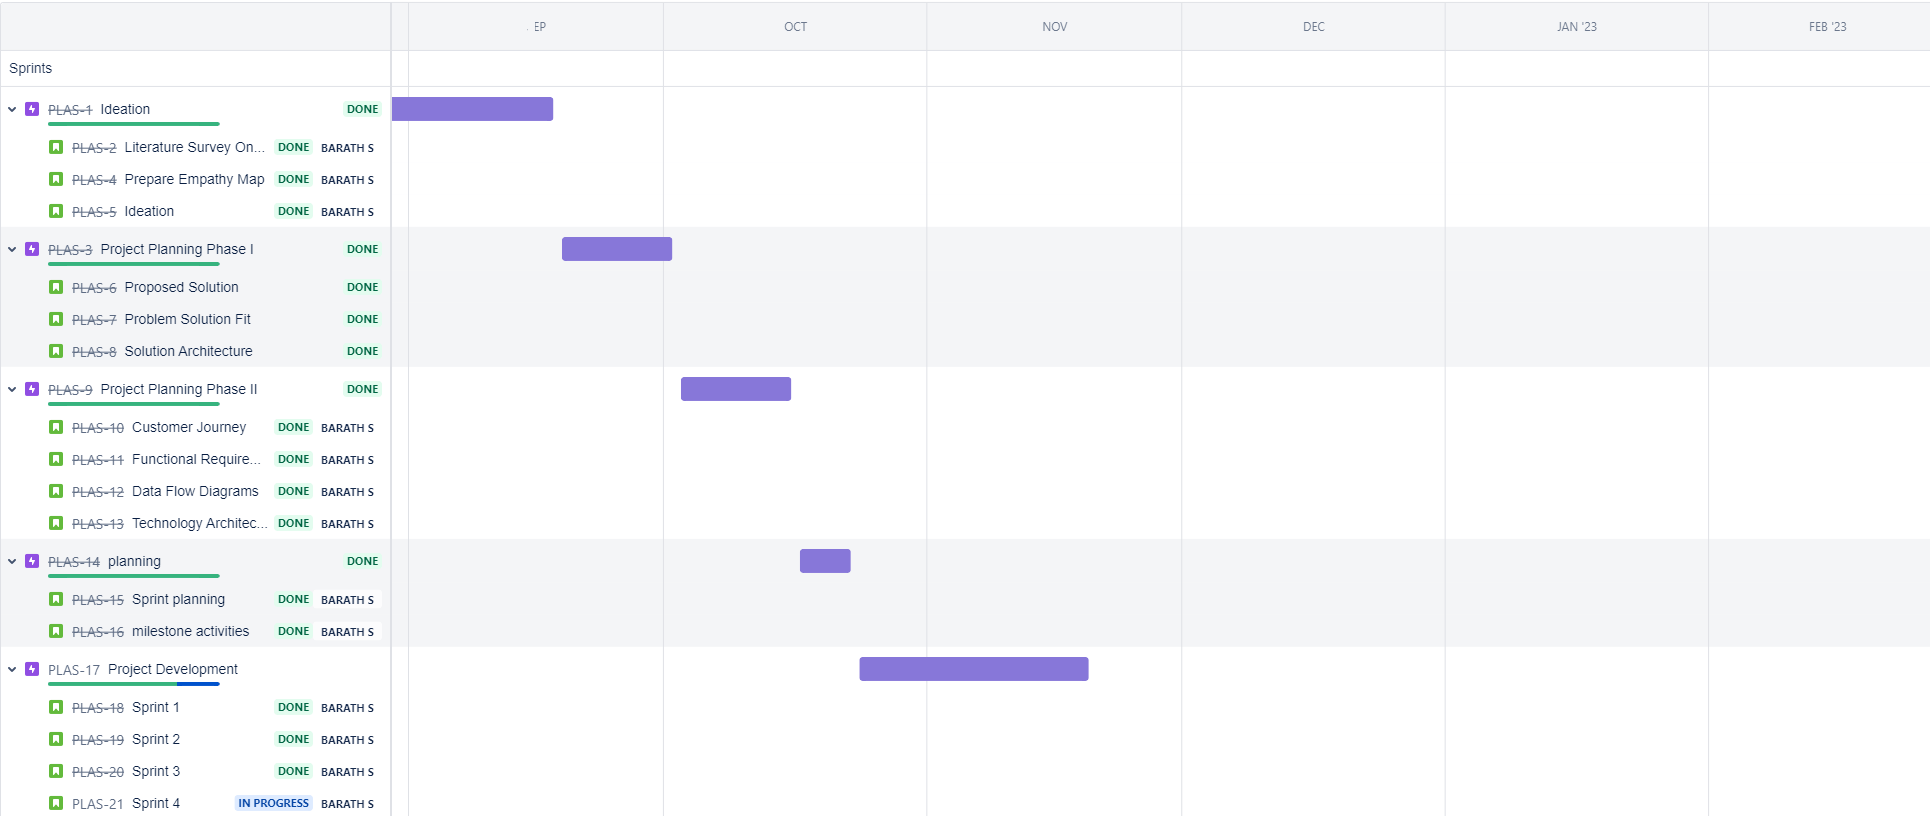 EP OCT NOV DEC JAN '23 FEB '23
Sprints
PLAS-1 Ideation DONE
PLAS-2 Literature Survey On... DONE BARATH S
PLAS-4 Prepare Empathy Map DONE BARATH S
PLAS-5 Ideation DONE BARATH S
PLAS-3 Project Planning Phase I DONE
PLAS-6 Proposed Solution DONE
PLAS-7 Problem Solution Fit DONE
PLAS-8 Solution Architecture DONE
PLAS-9 Project Planning Phase II DONE
PLAS-10 Customer Journey DONE BARATH S
PLAS-11 Functional Require... DONE BARATH S
PLAS-12 Data Flow Diagrams DONE BARATH S
PLAS-13 Technology Architec... DONE BARATH S
PLAS-14 planning DONE
PLAS-15 Sprint planning DONE BARATH S
PLAS-16 milestone activities DONE BARATH S
PLAS-17 Project Development
PLAS-18 Sprint 1 DONE BARATH S
PLAS-19 Sprint 2 DONE BARATH S
PLAS-20 Sprint 3 DONE BARATH S
PLAS-21 Sprint 4 IN PROGRESS BARATH S